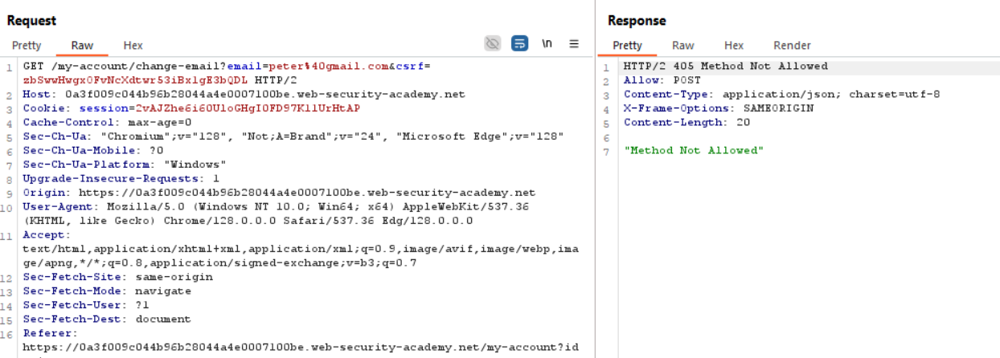 Request
Pretty Raw Hex \n
1 GET /my-account/change-email?email=peter%40gmail.com&csrf=
zbSwwHwgxOFvNcXdtwr53iBxlgE3bQDL HTTP/2
2 Host: 0a3f009c044b96b28044a4e0007100be.web-security-academy.net
3 Cookie: session=2vAJZhe6i60UloGHgI0FD97KllUrHtAP
4 Cache-Control: max-age=0
5 Sec-Ch-Ua: "Chromium";v="128", "Not;A=Brand";v="24", "Microsoft Edge";v="128"
6 Sec-Ch-Ua-Mobile: ?0
7 Sec-Ch-Ua-Platform: "Windows"
8 Upgrade-Insecure-Requests: 1
9 Origin: https://0a3f009c044b96b28044a4e0007100be.web-security-academy.net
10 User-Agent: Mozilla/5.0 (Windows NT 10.0; Win64; x64) AppleWebKit/537.36
(KHTML, like Gecko) Chrome/128.0.0.0 Safari/537.36 Edg/128.0.0.0
11 Accept:
text/html,application/xhtml+xml,application/xml;q=0.9,image/avif,image/webp,ima
ge/apng,*/*;q=0.8,application/signed-exchange;v=b3;q=0.7
12 Sec-Fetch-Site: same-origin
13 Sec-Fetch-Mode: navigate
14 Sec-Fetch-User: ?1
15 Sec-Fetch-Dest: document
16 Referer:
https://0a3f009c044b96b28044a4e0007100be.web-security-academy.net/my-account?id
Response
Pretty Raw Hex Render
1 HTTP/2 405 Method Not Allowed
2 Allow: POST
3 Content-Type: application/json; charset=utf-8
4 X-Frame-Options: SAMEORIGIN
5 Content-Length: 20
6
7 "Method Not Allowed"